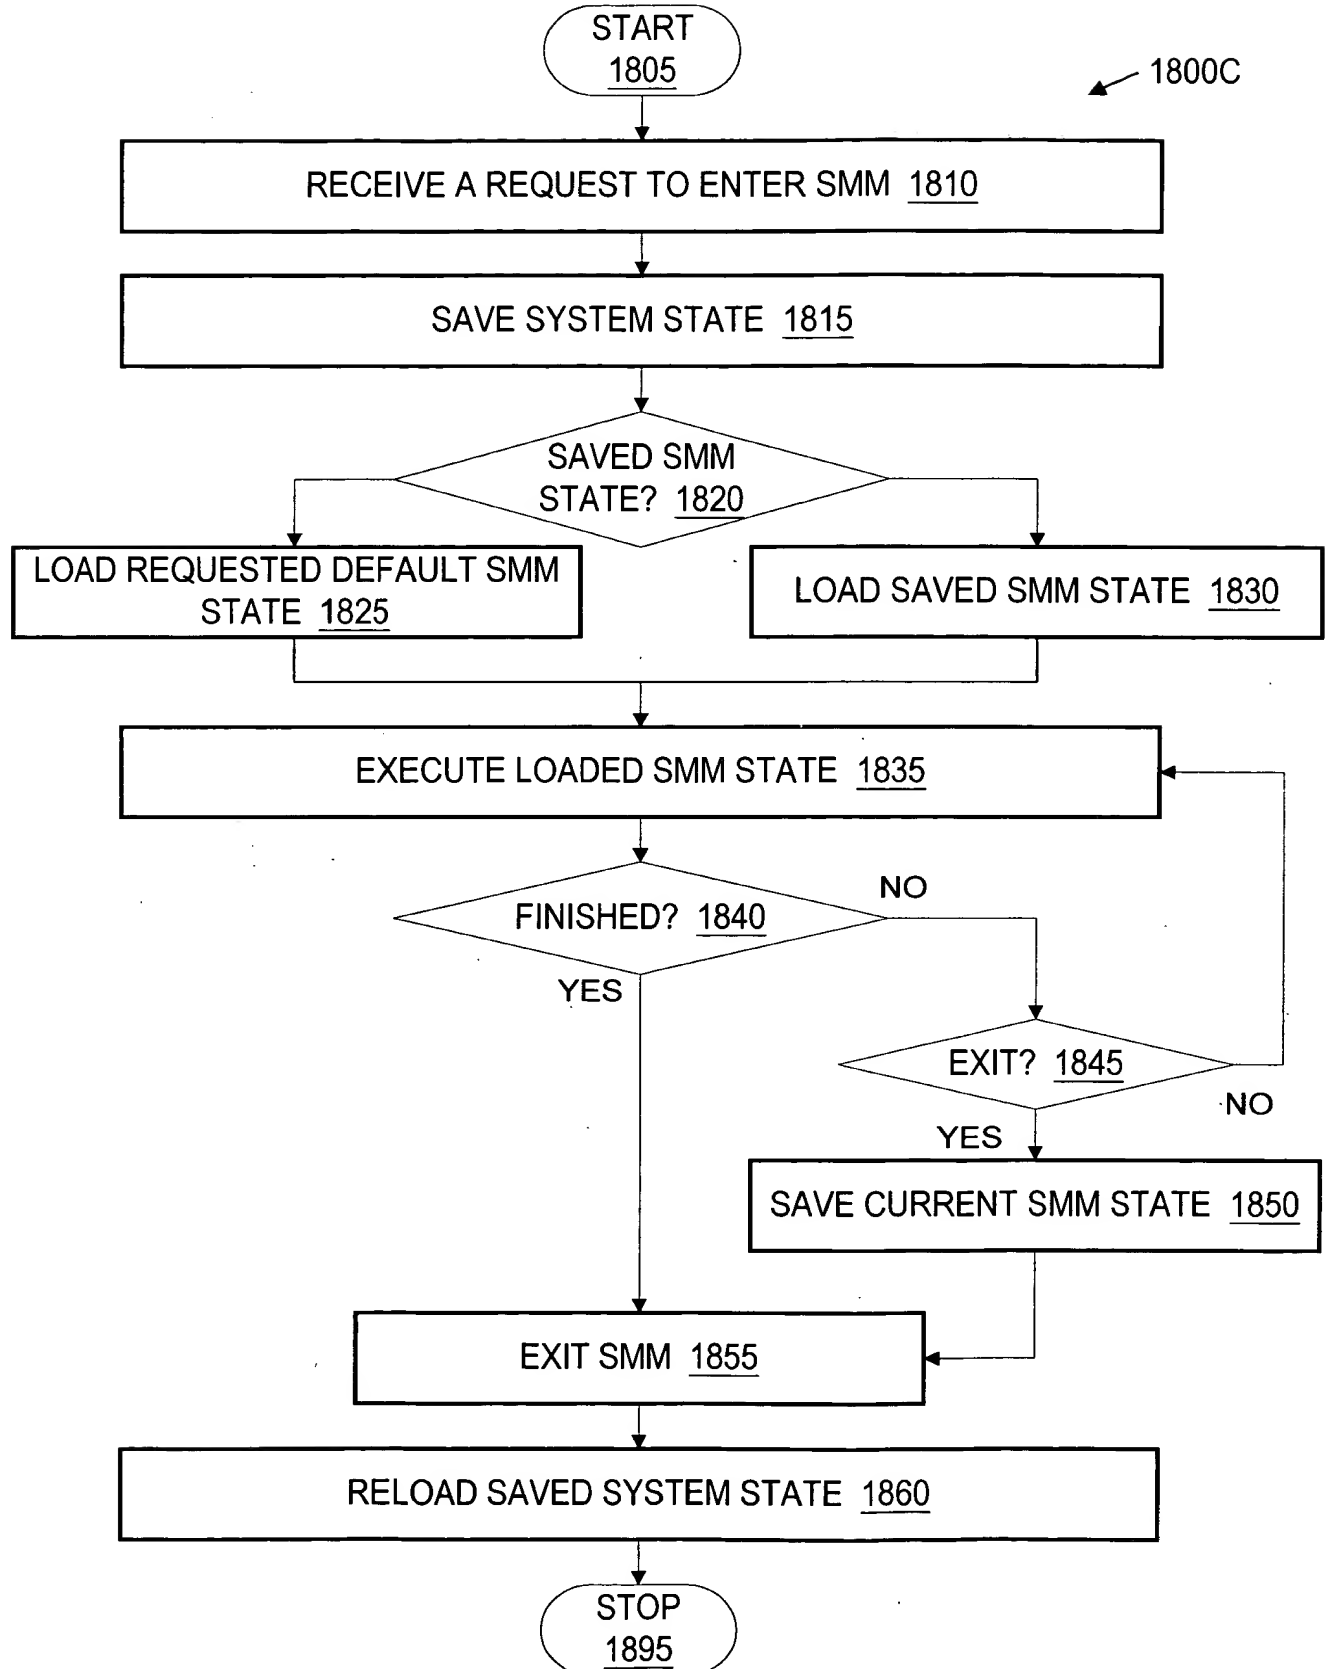 START
1805
1800C
RECEIVE A REQUEST TO ENTER SMM 1810
SAVE SYSTEM STATE 1815
SAVED SMM
STATE? 1820
LOAD REQUESTED DEFAULT SMM
STATE 1825
LOAD SAVED SMM STATE 1830
EXECUTE LOADED SMM STATE 1835
NO
FINISHED? 1840
YES
EXIT? 1845
NO
YES
SAVE CURRENT SMM STATE 1850
EXIT SMM 1855
RELOAD SAVED SYSTEM STATE 1860
STOP
1895